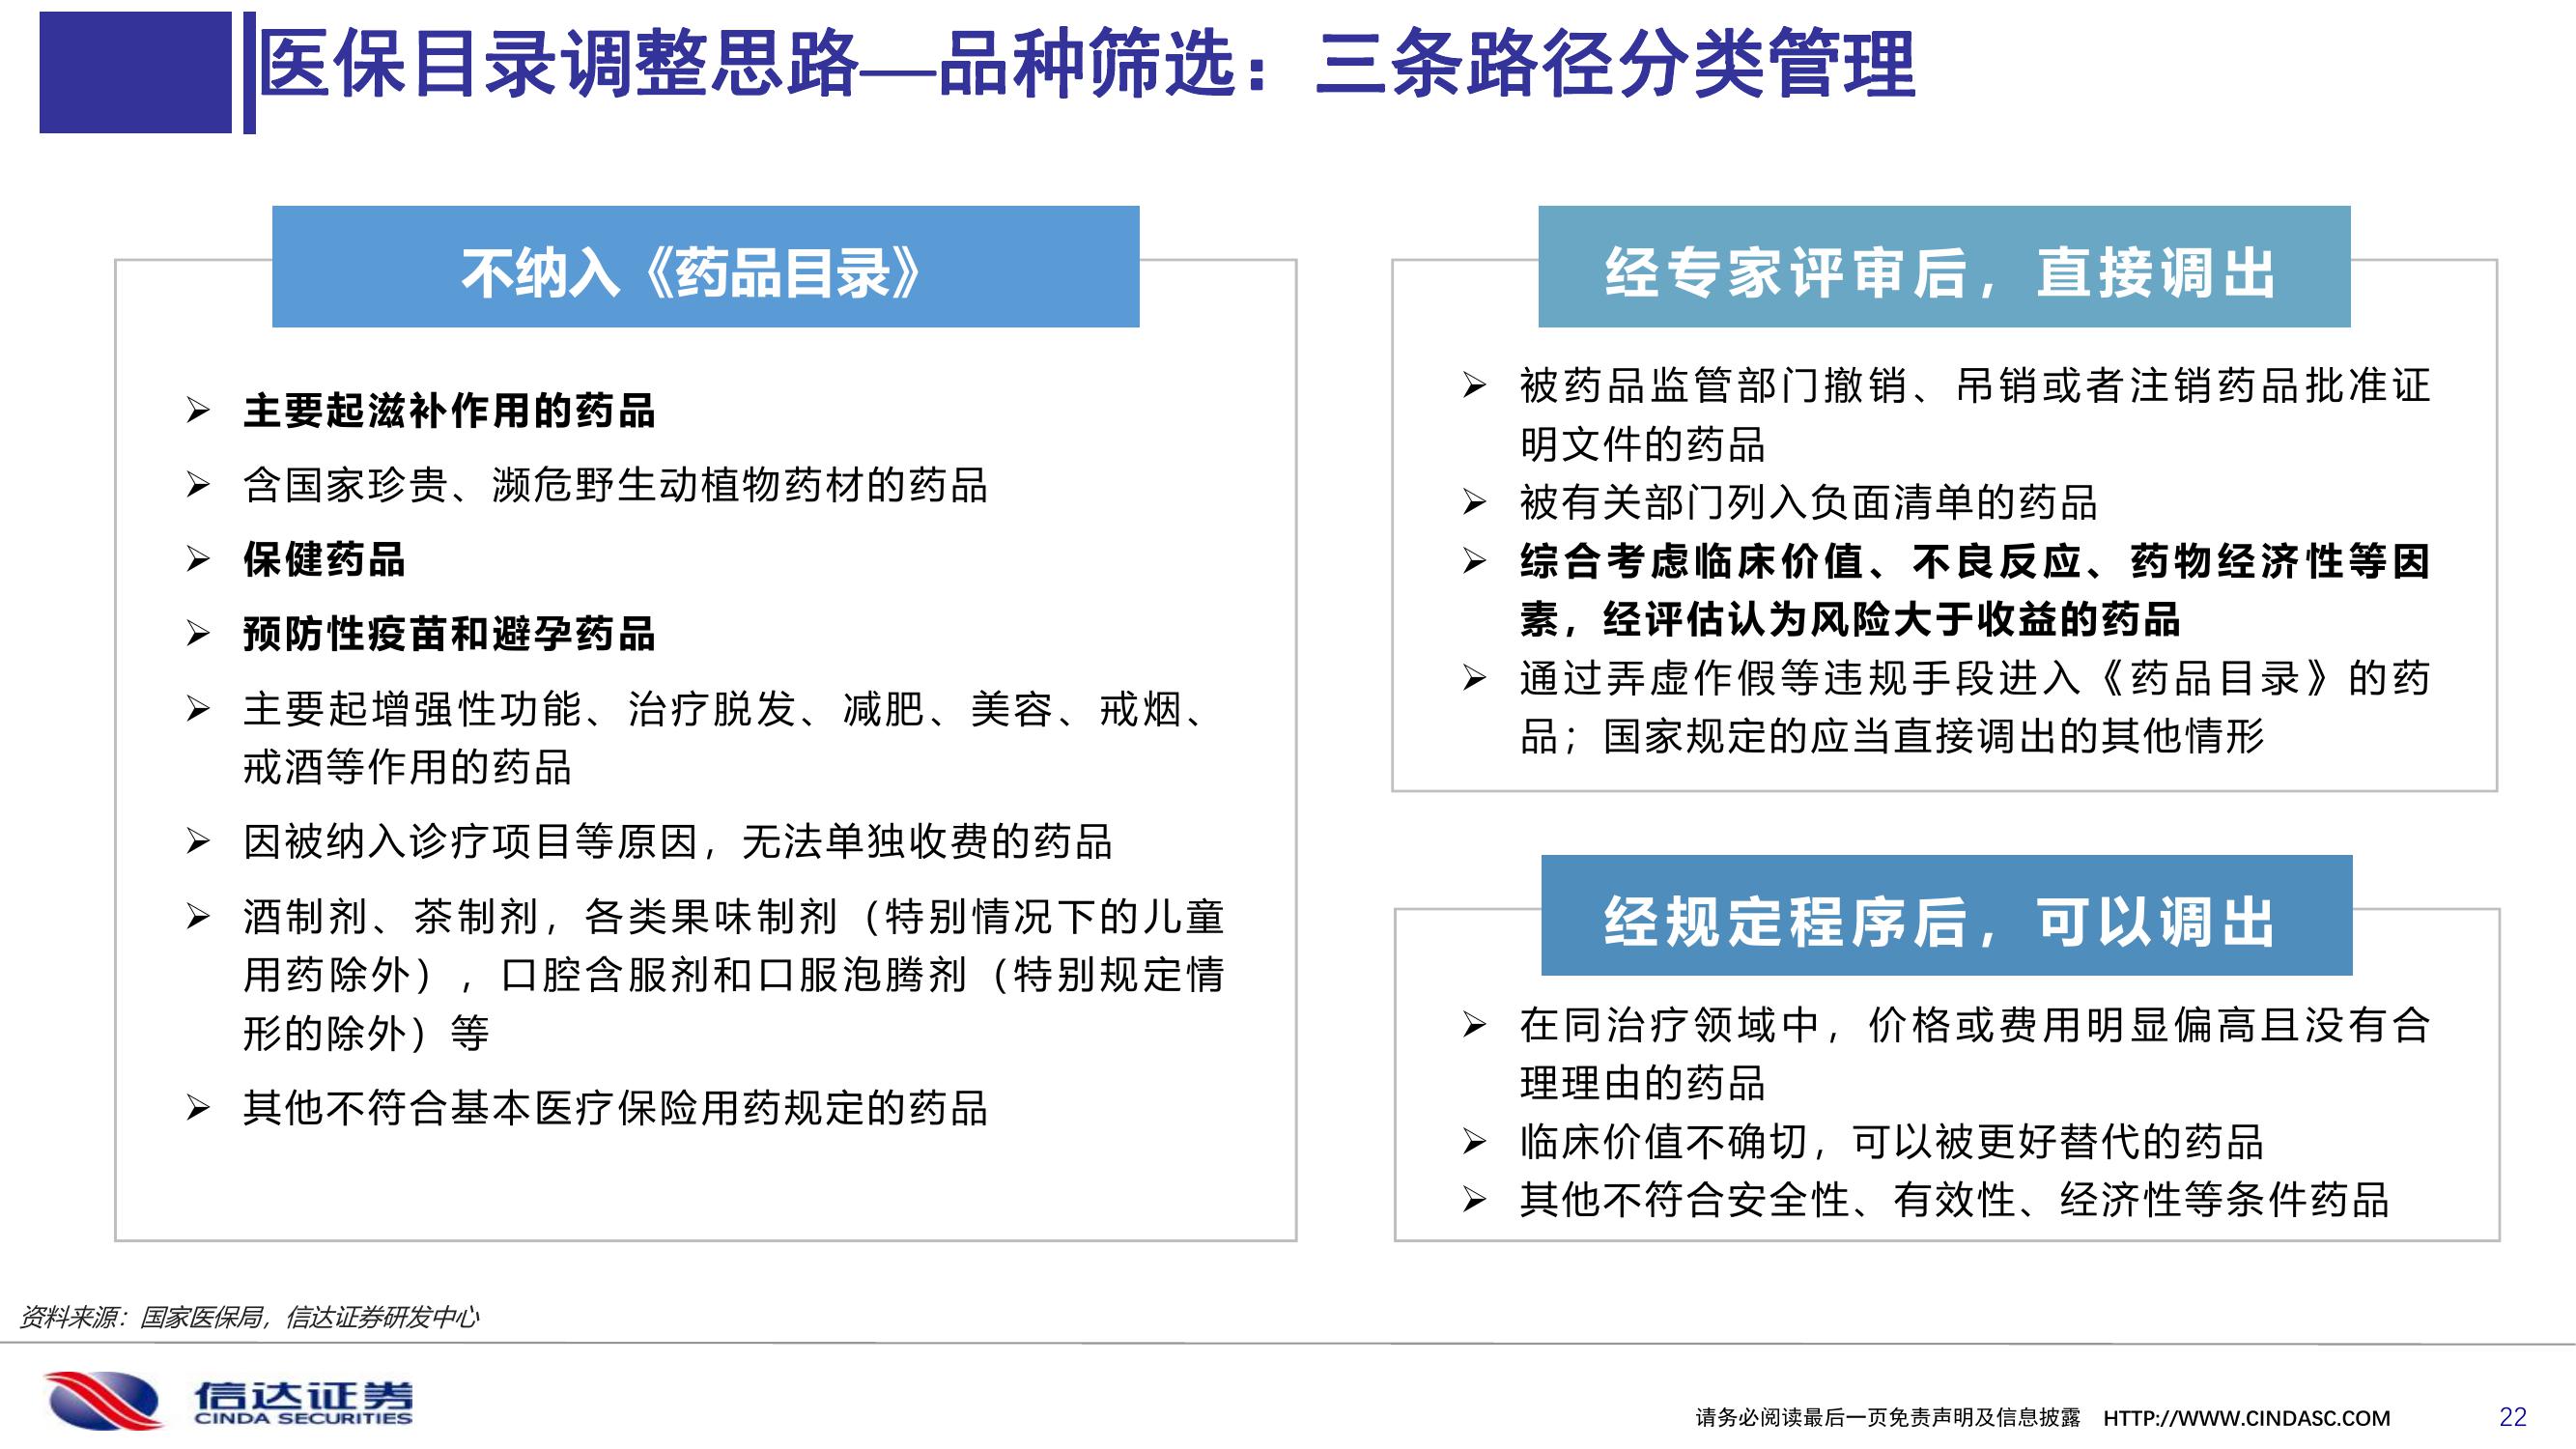 医保目录调整思路—品种筛选：三条路径分类管理
不纳入《药品目录》
➢ 主要起滋补作用的药品
➢ 含国家珍贵、濒危野生动植物药材的药品
➢ 保健药品
➢ 预防性疫苗和避孕药品
➢ 主要起增强性功能、治疗脱发、减肥、美容、戒烟、
戒酒等作用的药品
➢ 因被纳入诊疗项目等原因，无法单独收费的药品
➢ 酒制剂、茶制剂，各类果味制剂（特别情况下的儿童
用药除外），口腔含服剂和口服泡腾剂（特别规定情
形的除外）等
➢ 其他不符合基本医疗保险用药规定的药品
经专家评审后，直接调出
➢ 被药品监管部门撤销、吊销或者注销药品批准证
明文件的药品
➢ 被有关部门列入负面清单的药品
➢ 综合考虑临床价值、不良反应、药物经济性等因
素，经评估认为风险大于收益的药品
➢ 通过弄虚作假等违规手段进入《药品目录》的药
品；国家规定的应当直接调出的其他情形
经规定程序后，可以调出
➢ 在同治疗领域中，价格或费用明显偏高且没有合
理理由的药品
➢ 临床价值不确切，可以被更好替代的药品
➢ 其他不符合安全性、有效性、经济性等条件药品
资料来源：国家医保局，信达证券研发中心
信达证券
CINDA SECURITIES
请务必阅读最后一页免责声明及信息披露 HTTP://WWW.CINDASC.COM 22